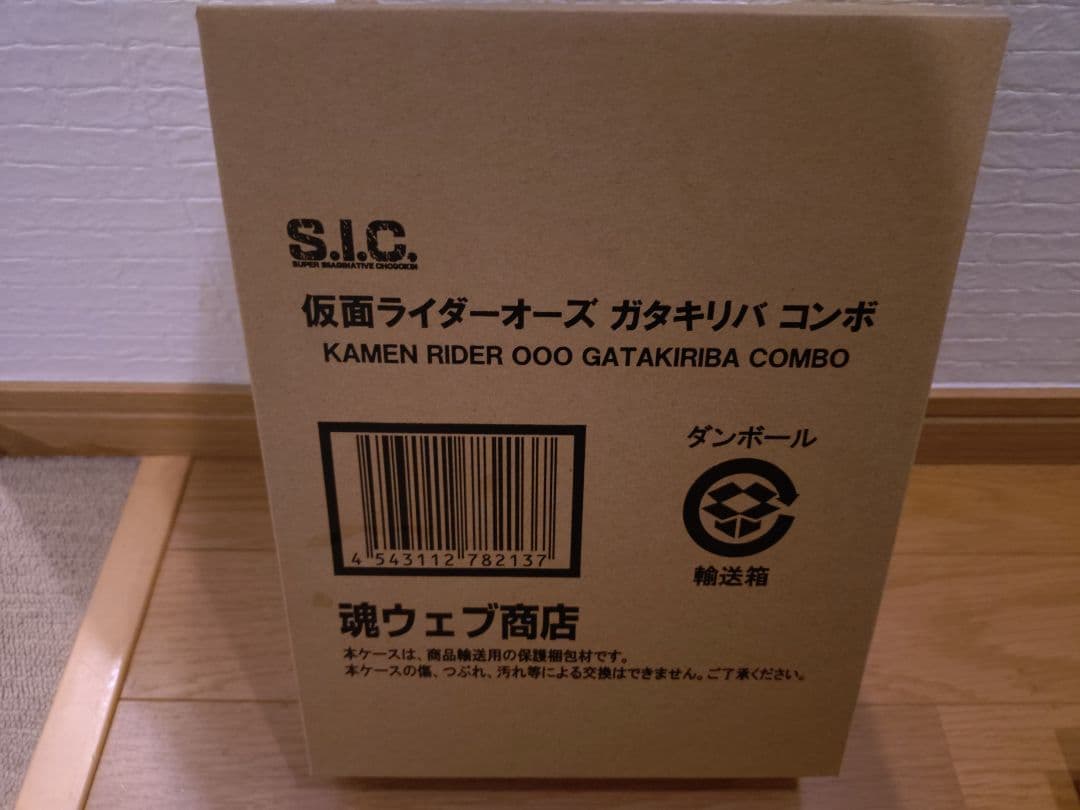 S.I.C.
SUPER IMAGINATIVE CHOGOKIN
仮面ライダーオーズ ガタキリバ コンボ
KAMEN RIDER OOO GATAKIRIBA COMBO
ダンボール
4 543112 782137
輸送箱
魂ウェブ商店
本ケースは、商品輸送用の保護梱包材です。
本ケースの傷、つぶれ、汚れ等による交換はできません。ご了承ください。